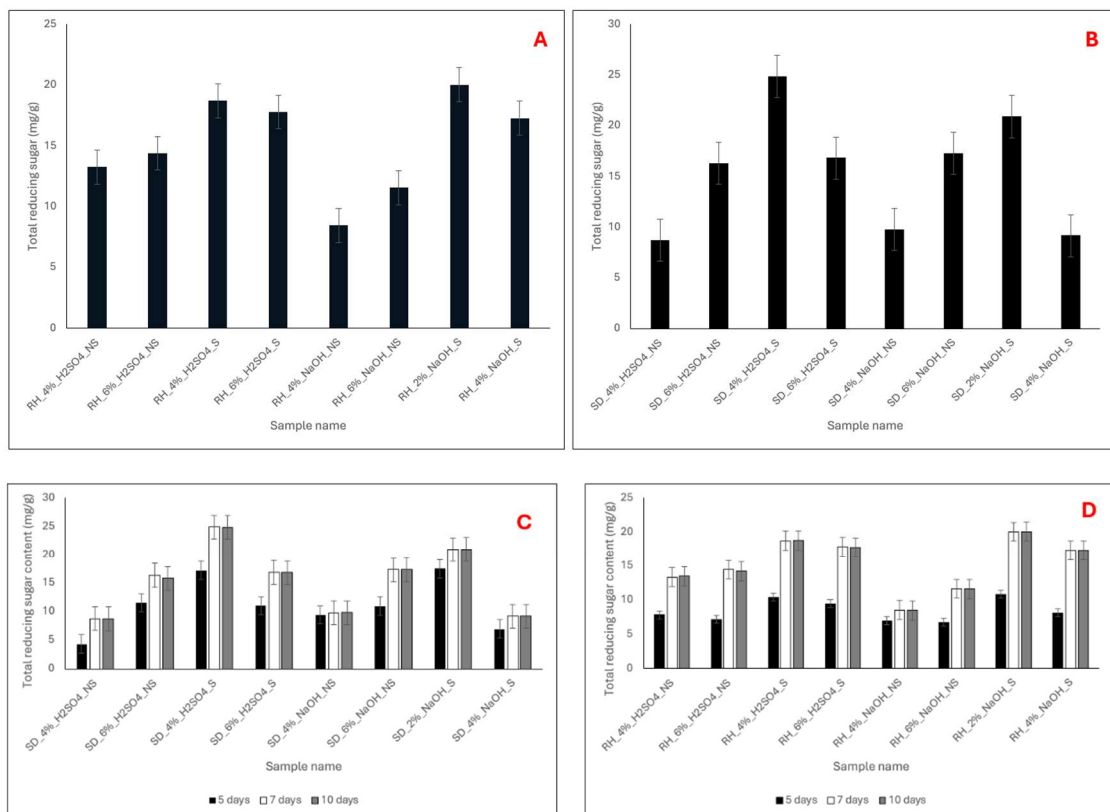 A
Total reducing sugar (mg/g)
25
20
15
10
5
0
RH_4%_H2SO4_NS
RH_6%_H2SO4_NS
RH_4%_H2SO4_S
RH_6%_H2SO4_S
RH_4%_NaOH_NS
RH_6%_NaOH_NS
RH_2%_NaOH_S
RH_4%_NaOH_S
Sample name
B
Total reducing sugar (mg/g)
30
25
20
15
10
5
0
SD_4%_H2SO4_NS
SD_6%_H2SO4_NS
SD_4%_H2SO4_S
SD_6%_H2SO4_S
SD_4%_NaOH_NS
SD_6%_NaOH_NS
SD_2%_NaOH_S
SD_4%_NaOH_S
Sample name
C
Total reducing sugar content (mg/g)
30
25
20
15
10
5
0
SD_4%_H2SO4_NS
SD_6%_H2SO4_NS
SD_4%_H2SO4_S
SD_6%_H2SO4_S
SD_4%_NaOH_NS
SD_6%_NaOH_NS
SD_2%_NaOH_S
SD_4%_NaOH_S
Sample name
5 days 7 days 10 days
D
Total reducing sugar content (mg/g)
25
20
15
10
5
0
RH_4%_H2SO4_NS
RH_6%_H2SO4_NS
RH_4%_H2SO4_S
RH_6%_H2SO4_S
RH_4%_NaOH_NS
RH_6%_NaOH_NS
RH_2%_NaOH_S
RH_4%_NaOH_S
Sample name
5 days 7 days 10 days